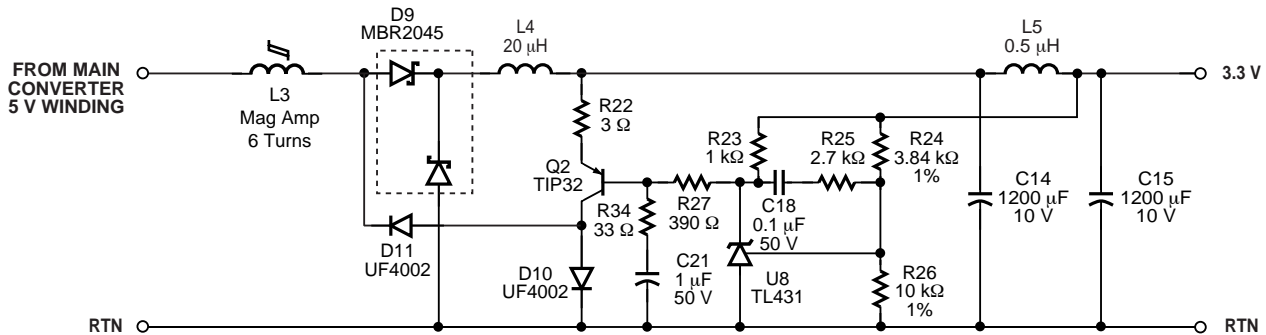 D9
MBR2045
L4
20 µH
L5
0.5 µH
FROM MAIN
CONVERTER
5 V WINDING
L3
Mag Amp
6 Turns
3.3 V
R22
3 Ω
R23
1 kΩ
R25
2.7 kΩ
R24
3.84 kΩ
1%
Q2
TIP32
R34
33 Ω
R27
390 Ω
C18
0.1 µF
50 V
C14
1200 µF
10 V
C15
1200 µF
10 V
D11
UF4002
D10
UF4002
C21
1 µF
50 V
U8
TL431
R26
10 kΩ
1%
RTN
RTN